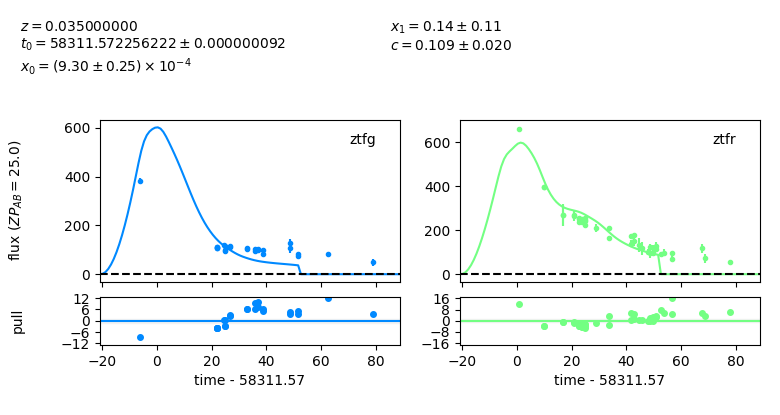 z = 0.035000000
t₀ = 58311.572256222 ± 0.000000092
x₀ = (9.30 ± 0.25) × 10⁻⁴
x₁ = 0.14 ± 0.11
c = 0.109 ± 0.020
flux (ZP_AB = 25.0)
600
400
200
0
ztfg
600
400
200
0
ztfr
pull
12
6
0
−6
−12
−20 0 20 40 60 80
time - 58311.57
16
8
0
−8
−16
−20 0 20 40 60 80
time - 58311.57